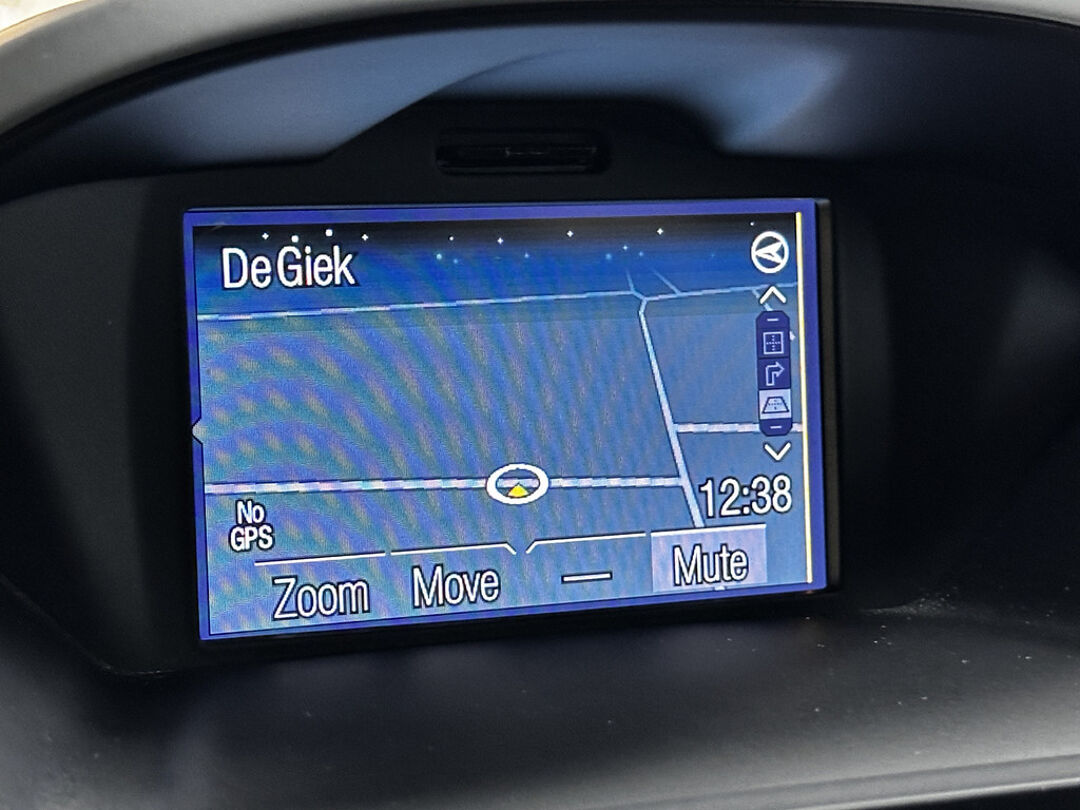 De Giek
12:38
No
GPS
Zoom Move — Mute